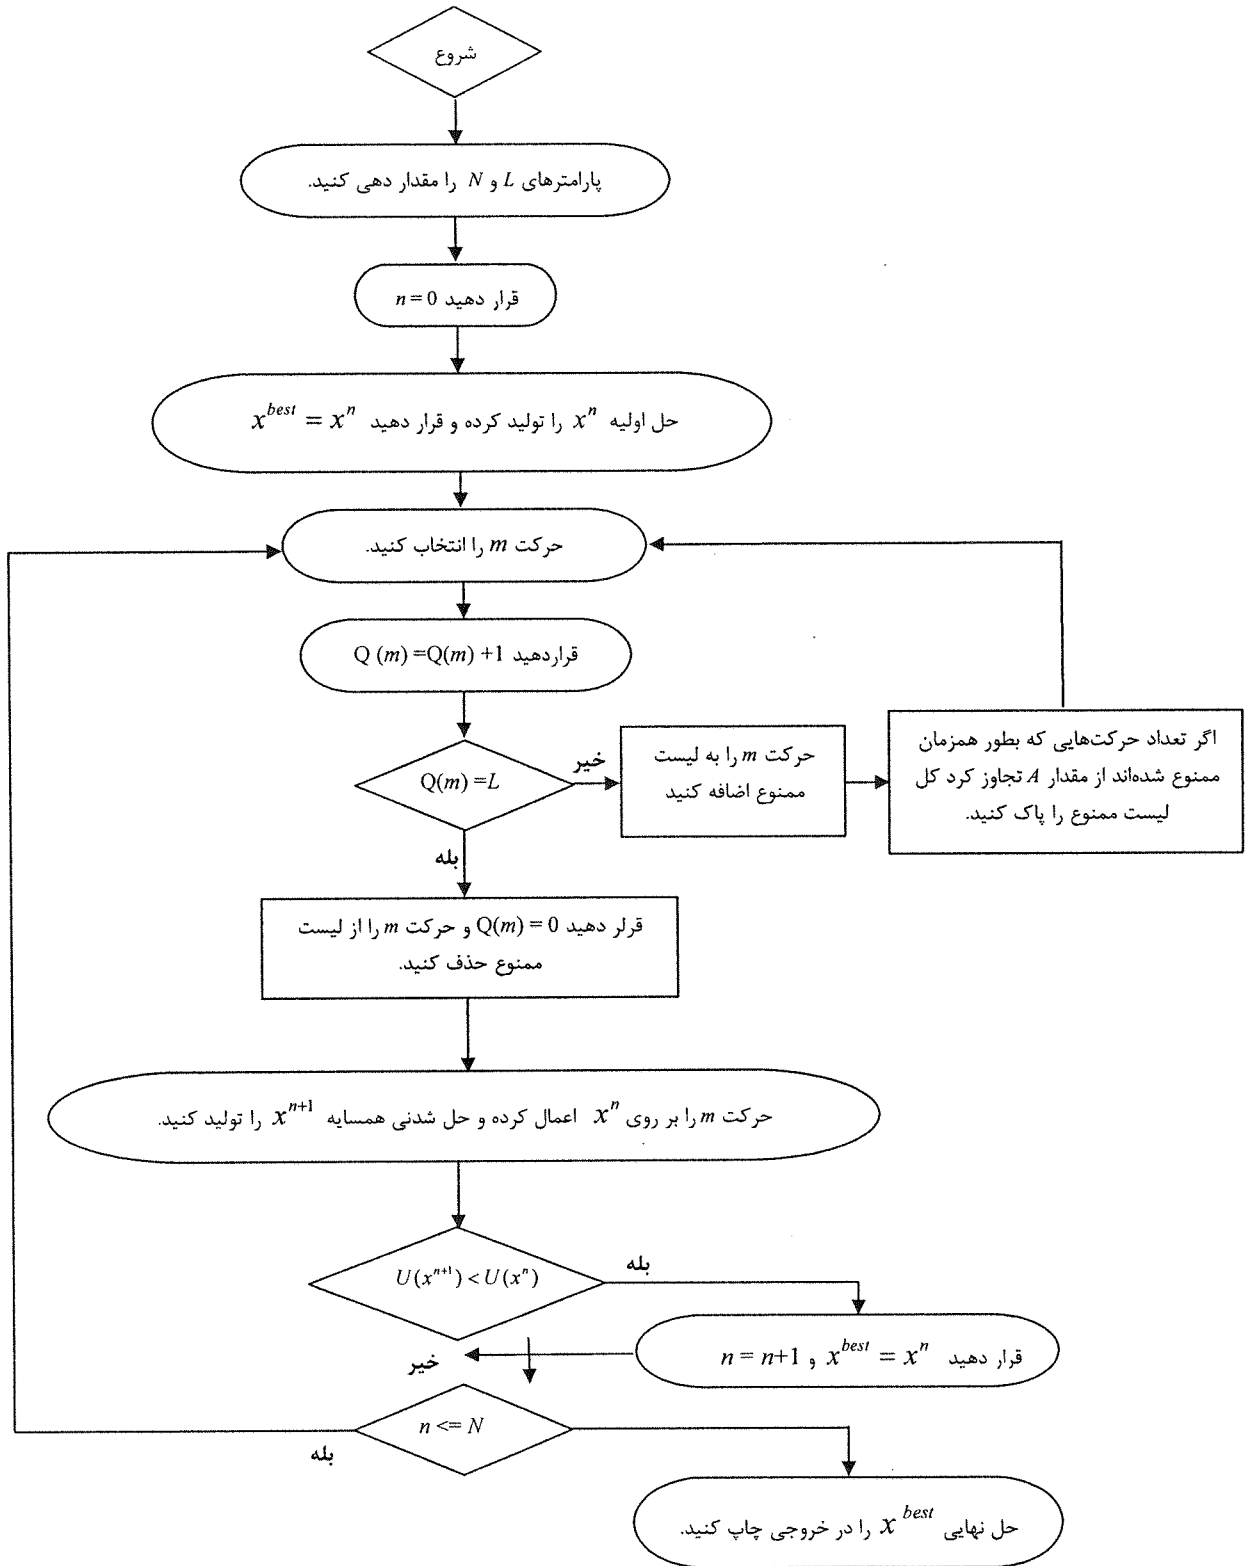 شروع
پارامترهای L و N را مقدار دهی کنید.
قرار دهید n = 0
حل اولیه xⁿ را تولید کرده و قرار دهید x^{best} = x^{n}
حرکت m را انتخاب کنید.
قراردهید Q (m) =Q(m) +1
Q(m) =L
خیر
حرکت m را به لیست
ممنوع اضافه کنید
اگر تعداد حرکت‌هایی که بطور همزمان
ممنوع شده‌اند از مقدار A تجاوز کرد کل
لیست ممنوع را پاک کنید.
بله
قرلر دهید Q(m) = 0 و حرکت m را از لیست
ممنوع حذف کنید.
حرکت m را بر روی x^{n} اعمال کرده و حل شدنی همسایه x^{n+1} را تولید کنید.
U(x^{n+1}) < U(x^{n})
بله
قرار دهید x^{best} = x^{n} و n = n+1
خیر
n <= N
بله
حل نهایی x^{best} را در خروجی چاپ کنید.